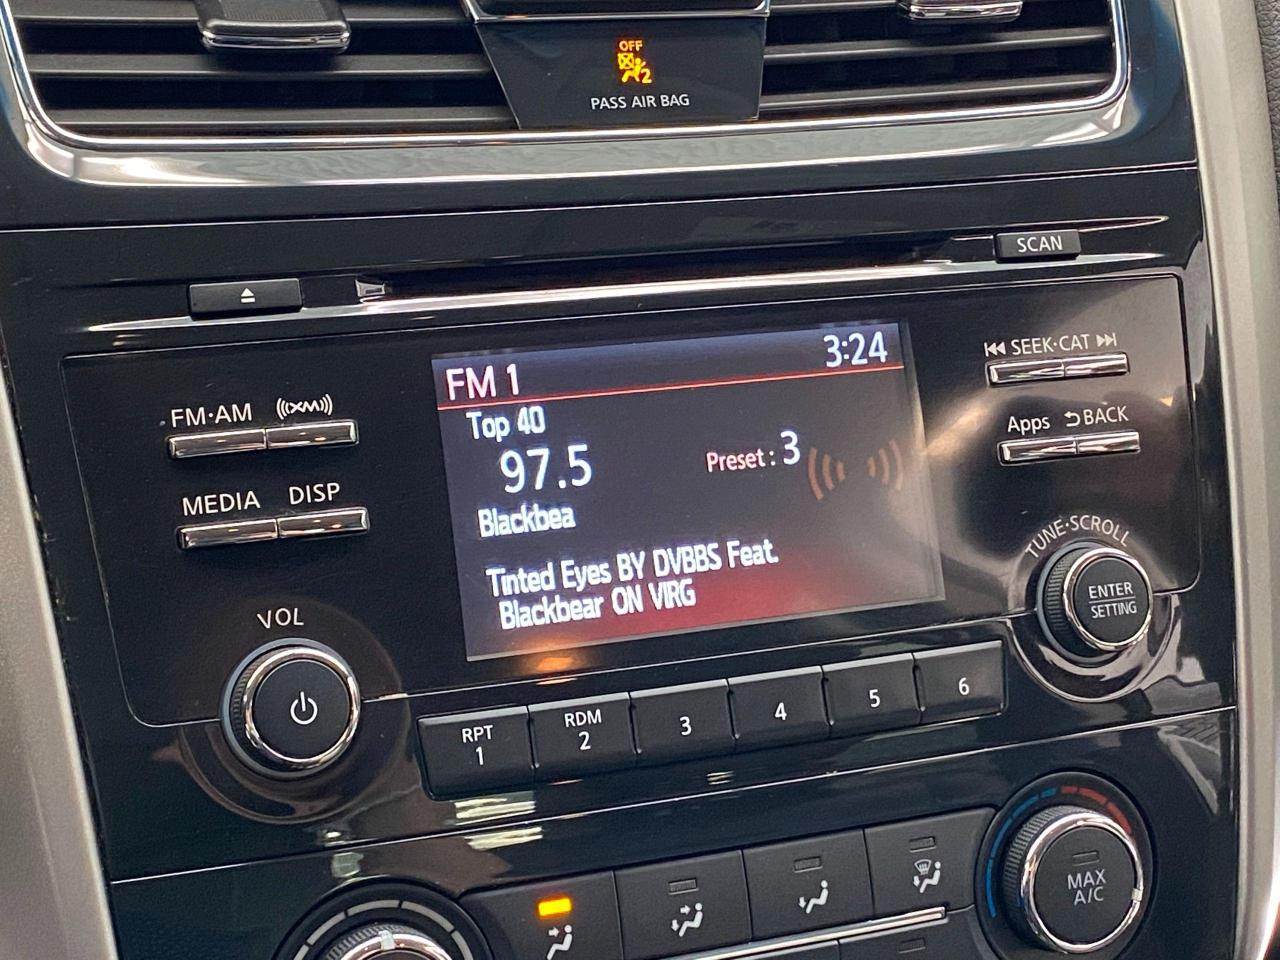 OFF
2
PASS AIR BAG
SCAN
FM 1 3:24
Top 40
97.5 Preset: 3
Blackbea
Tinted Eyes BY DVBBS Feat.
Blackbear ON VIRG
FM·AM ((XM))
MEDIA DISP
VOL
SEEK·CAT
Apps BACK
TUNE·SCROLL
ENTER
SETTING
RPT
1
RDM
2
3
4
5
6
MAX
A/C